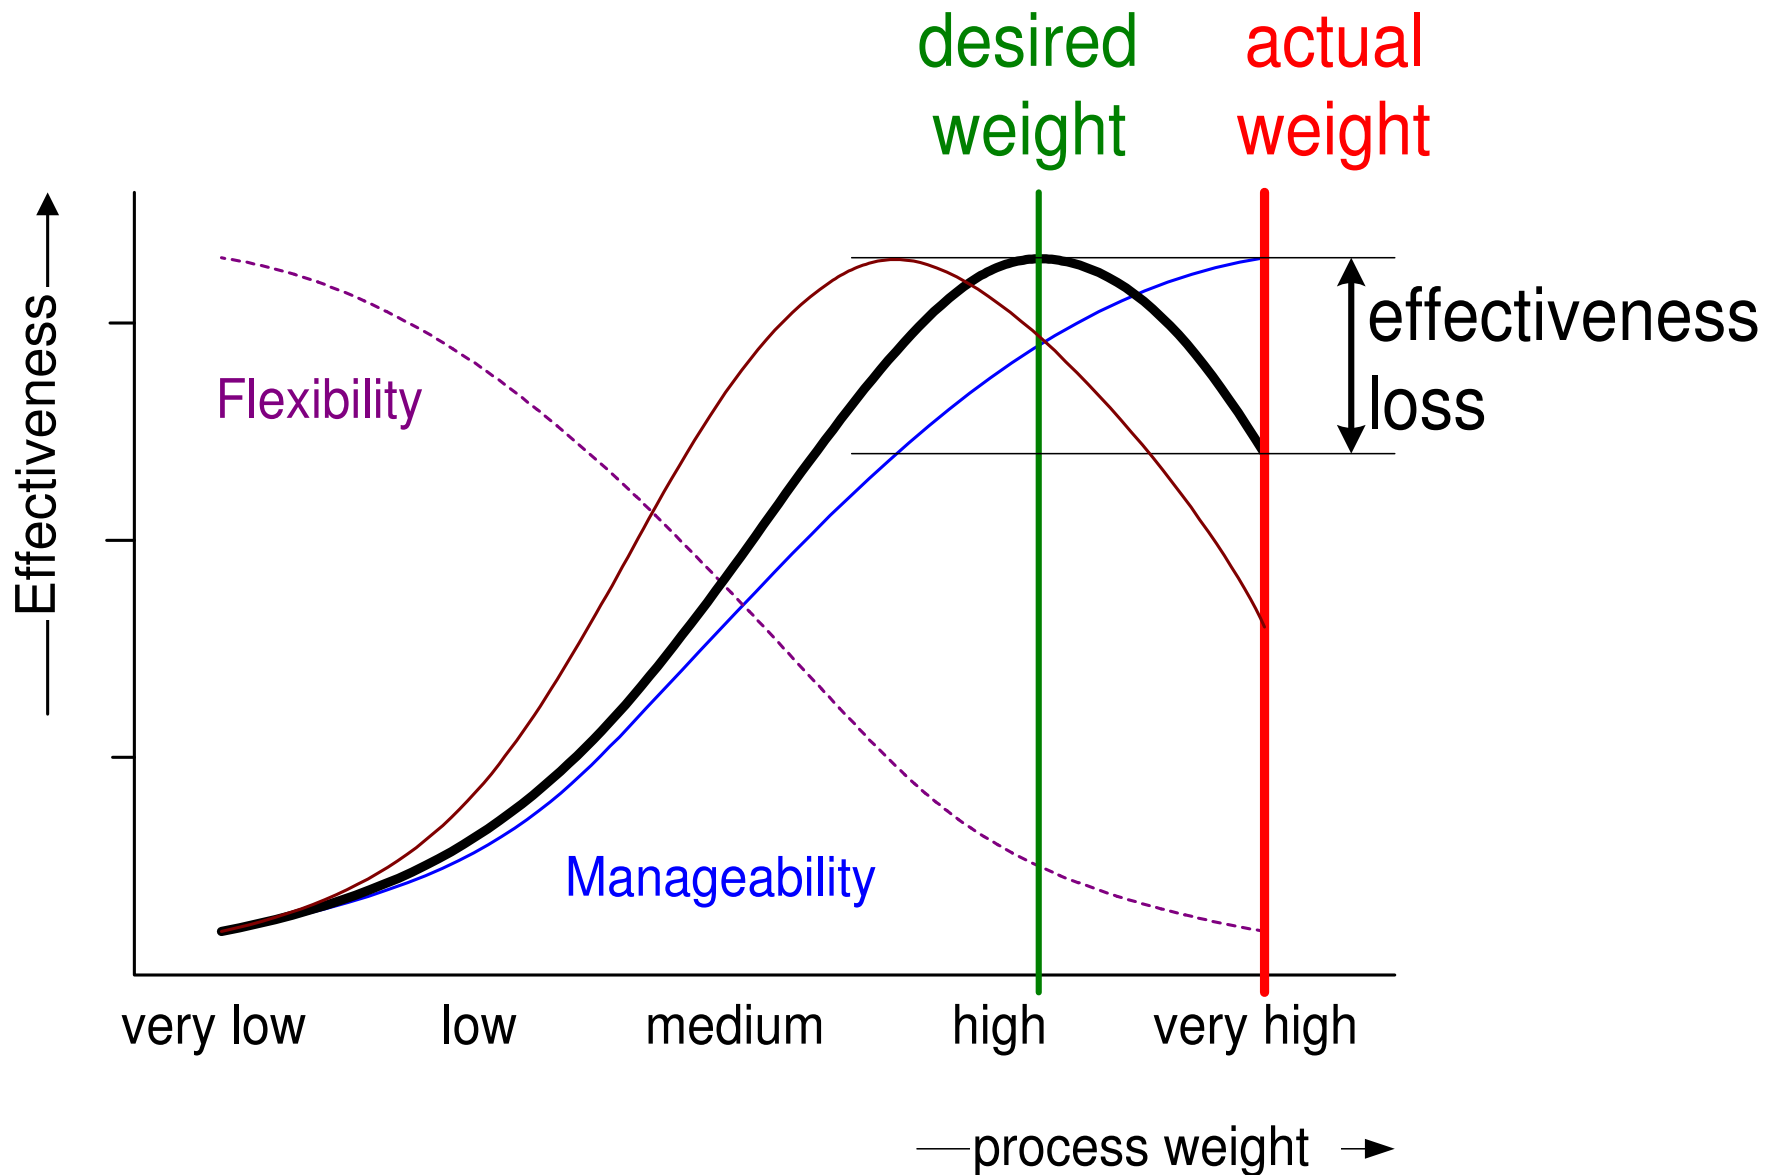 desired
weight
actual
weight
Effectiveness
effectiveness
loss
Flexibility
Manageability
very low
low
medium
high
very high
process weight